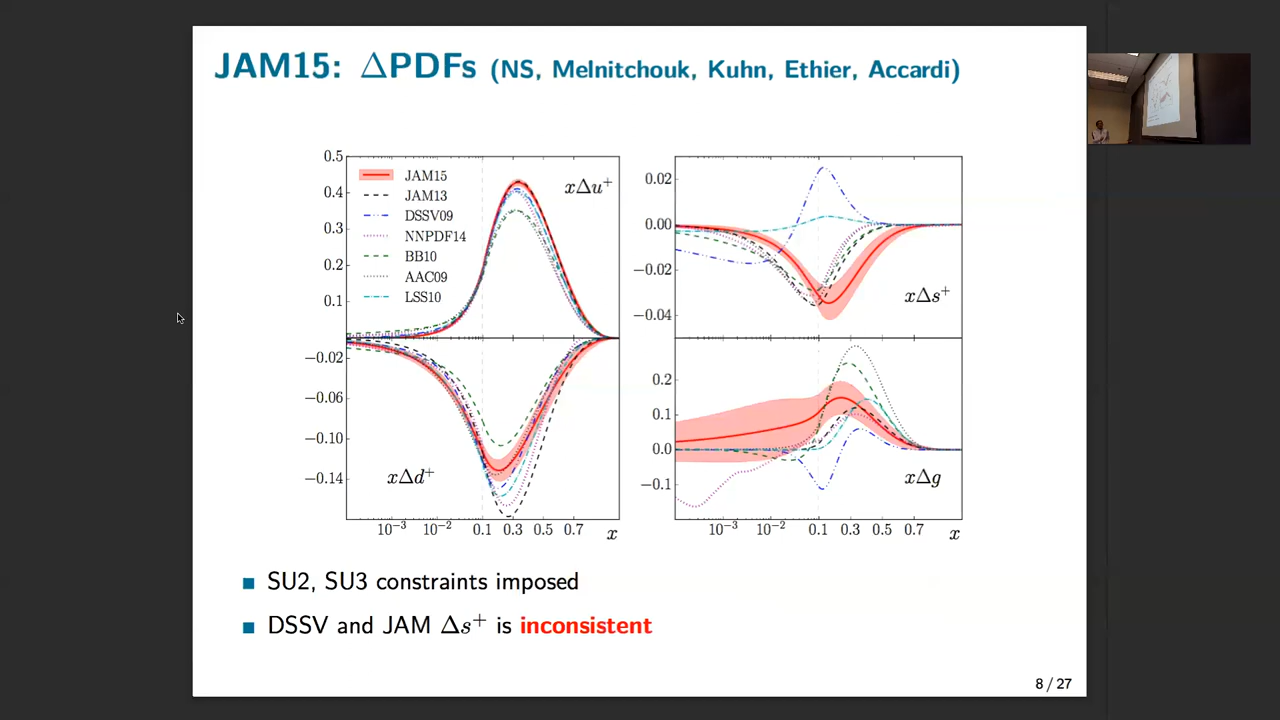 JAM15: ΔPDFs (NS, Melnitchouk, Kuhn, Ethier, Accardi)
0.5
0.4
0.3
0.2
0.1
JAM15
JAM13
DSSV09
NNPDF14
BB10
AAC09
LSS10
xΔu⁺
0.02
0.00
−0.02
−0.04
xΔs⁺
−0.02
−0.06
−0.10
−0.14
xΔd⁺
10⁻³ 10⁻² 0.1 0.3 0.5 0.7 x
0.2
0.1
0.0
−0.1
xΔg
10⁻³ 10⁻² 0.1 0.3 0.5 0.7 x
SU2, SU3 constraints imposed
DSSV and JAM Δs⁺ is inconsistent
8 / 27